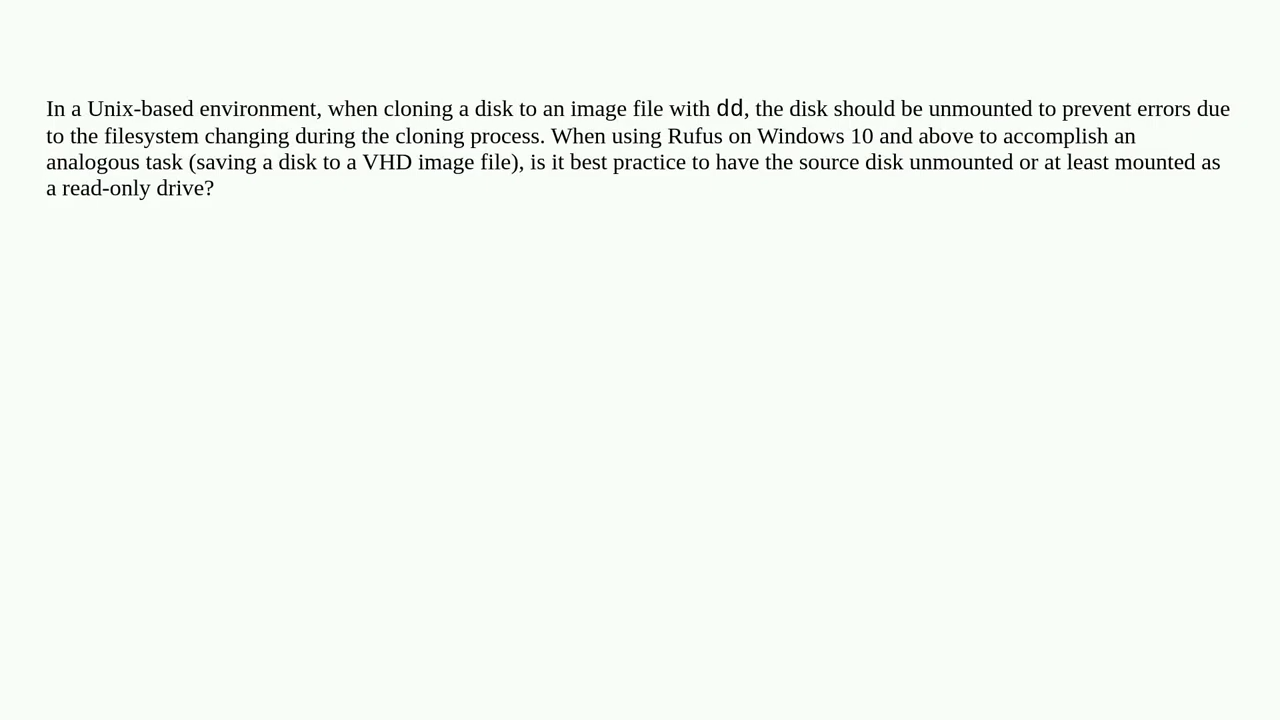 In a Unix-based environment, when cloning a disk to an image file with dd, the disk should be unmounted to prevent errors due
to the filesystem changing during the cloning process. When using Rufus on Windows 10 and above to accomplish an
analogous task (saving a disk to a VHD image file), is it best practice to have the source disk unmounted or at least mounted as
a read-only drive?